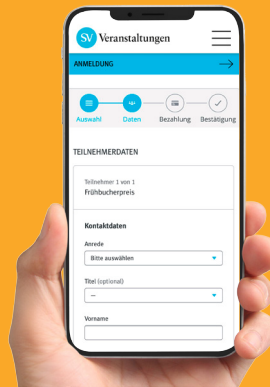 SV Veranstaltungen
ANMELDUNG
Auswahl Daten Bezahlung Bestätigung
TEILNEHMERDATEN
Teilnehmer 1 von 1
Frühbucherpreis
Kontaktdaten
Anrede
Bitte auswählen
Titel (optional)
—
Vorname